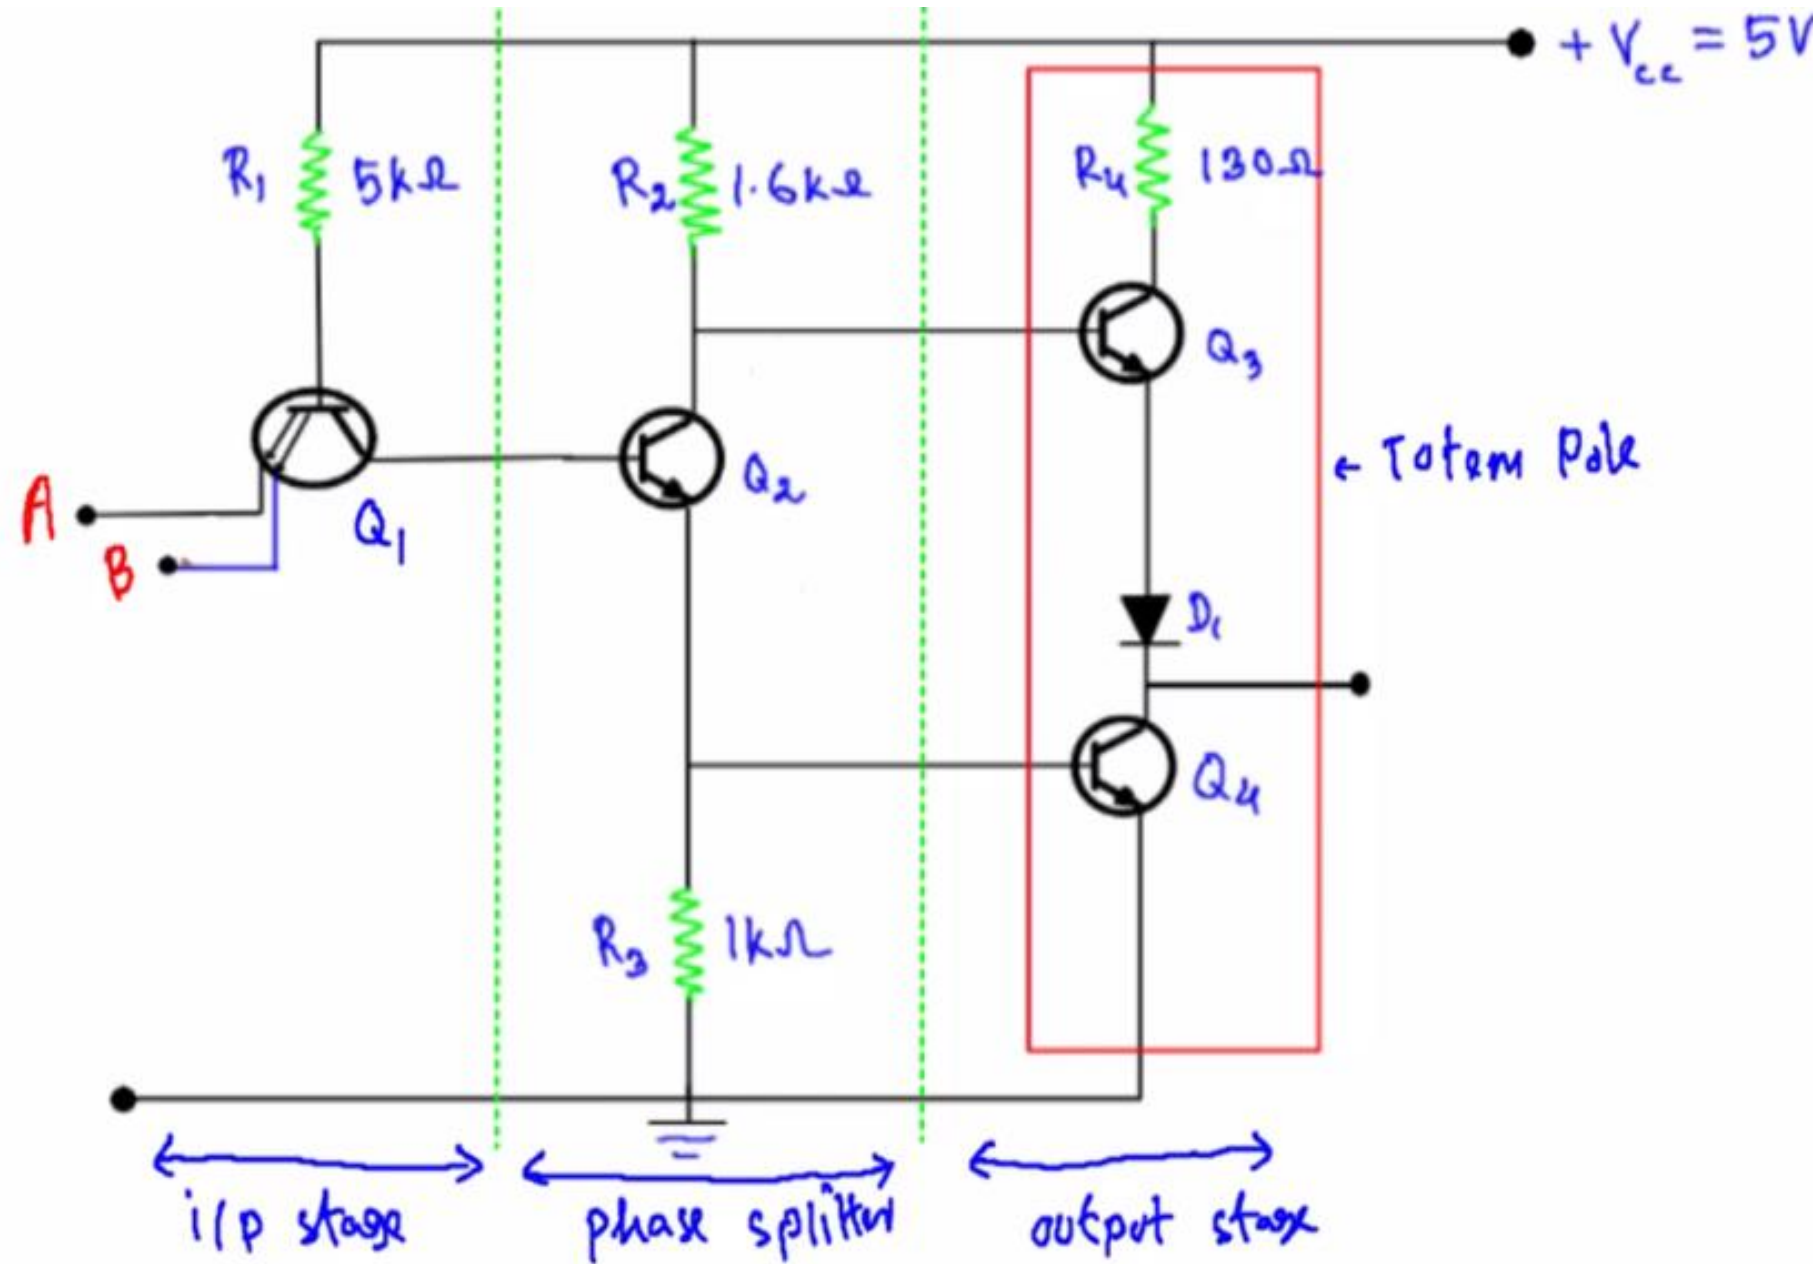 + Vcc = 5V
R1 5kΩ
R2 1.6kΩ
R4 130Ω
Q3
← Totem Pole
Q2
A
Q1
B
D1
Q4
R3 1kΩ
i/p stage
phase splitter
output stage